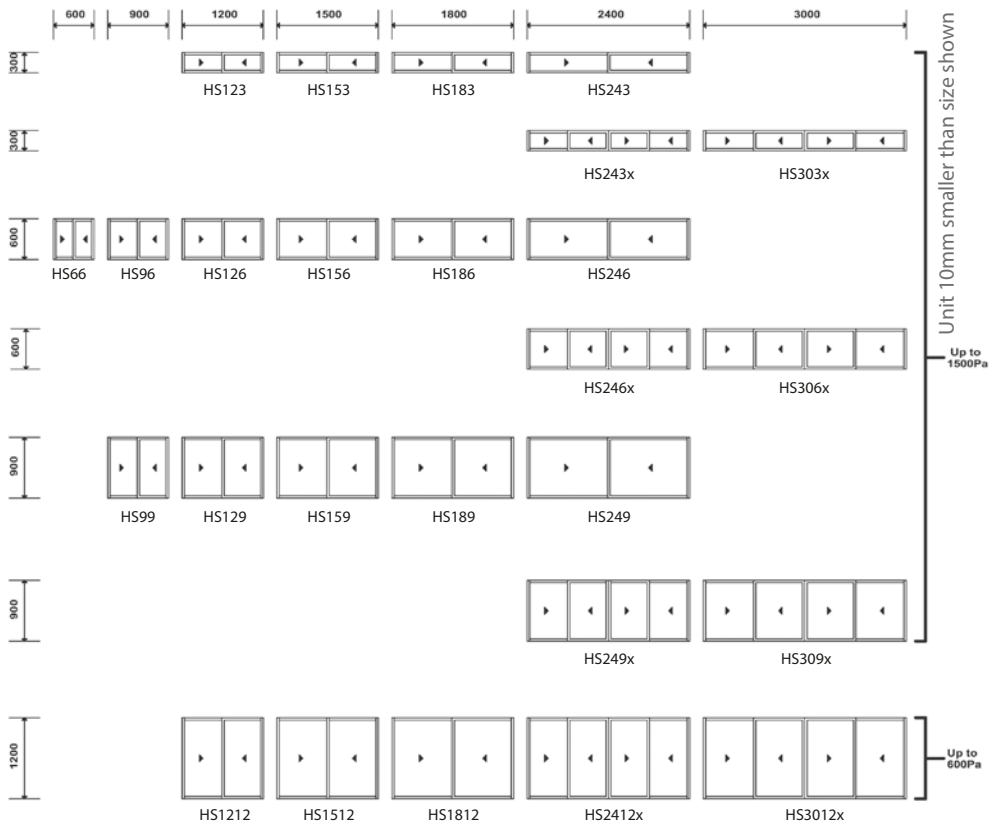 600 900 1200 1500 1800 2400 3000
300
HS123 HS153 HS183 HS243
300
HS243x HS303x
600
HS66 HS96 HS126 HS156 HS186 HS246
600
HS246x HS306x
900
HS99 HS129 HS159 HS189 HS249
900
HS249x HS309x
1200
HS1212 HS1512 HS1812 HS2412x HS3012x
Unit 10mm smaller than size shown
Up to
1500Pa
Up to
600Pa